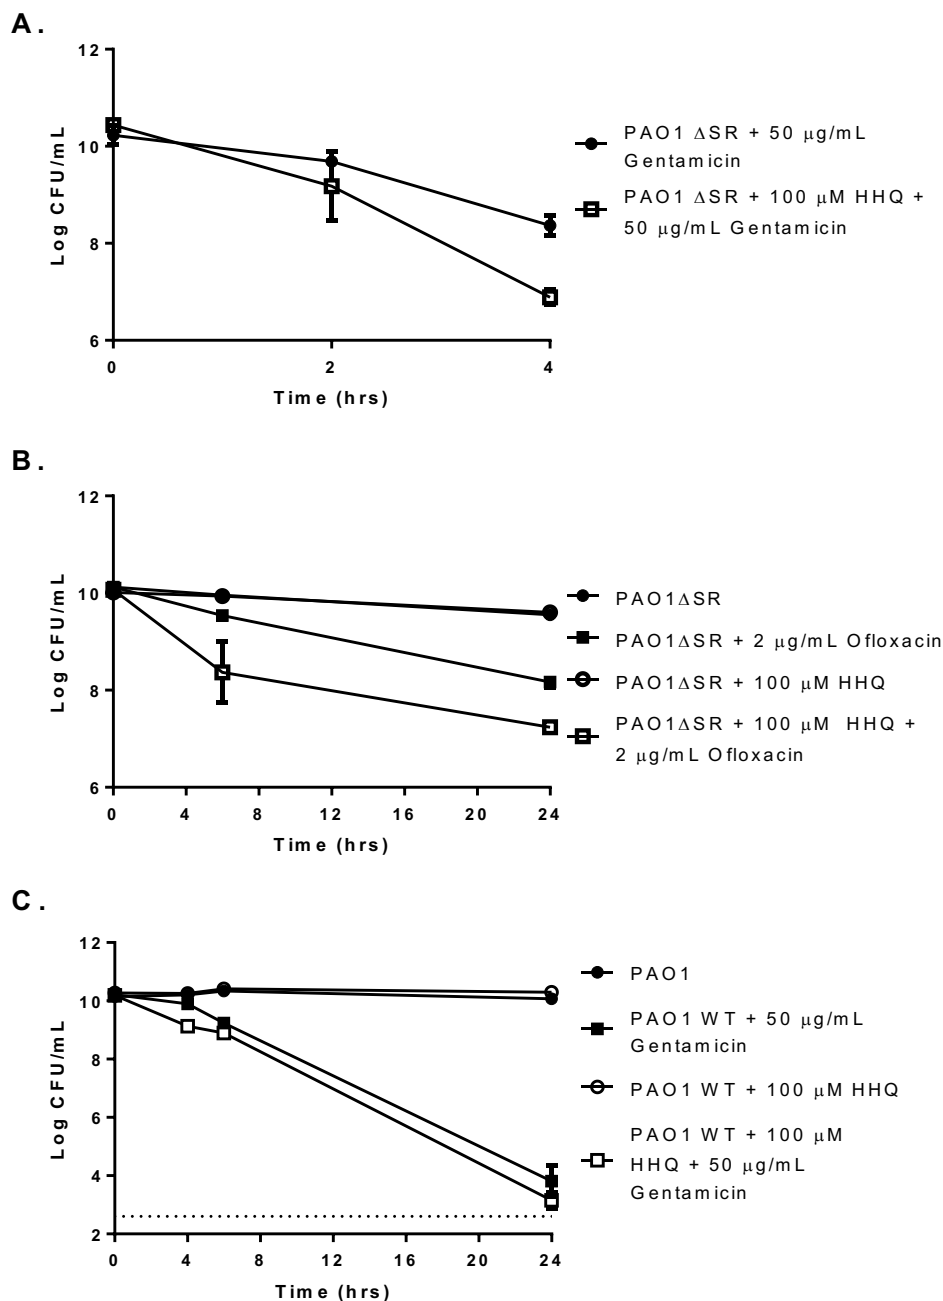 A.
12
10
8
6
Log CFU/mL
0
2
4
Time (hrs)
PAO1 ΔSR + 50 μg/mL
Gentamicin
PAO1 ΔSR + 100 μM HHQ +
50 μg/mL Gentamicin
B.
12
10
8
6
Log CFU/mL
0
4
8
12
16
20
24
Time (hrs)
PAO1ΔSR
PAO1ΔSR + 2 μg/mL Ofloxacin
PAO1ΔSR + 100 μM HHQ
PAO1ΔSR + 100 μM HHQ +
2 μg/mL Ofloxacin
C.
12
10
8
6
4
2
Log CFU/mL
0
4
8
12
16
20
24
Time (hrs)
PAO1
PAO1 WT + 50 μg/mL
Gentamicin
PAO1 WT + 100 μM HHQ
PAO1 WT + 100 μM
HHQ + 50 μg/mL
Gentamicin